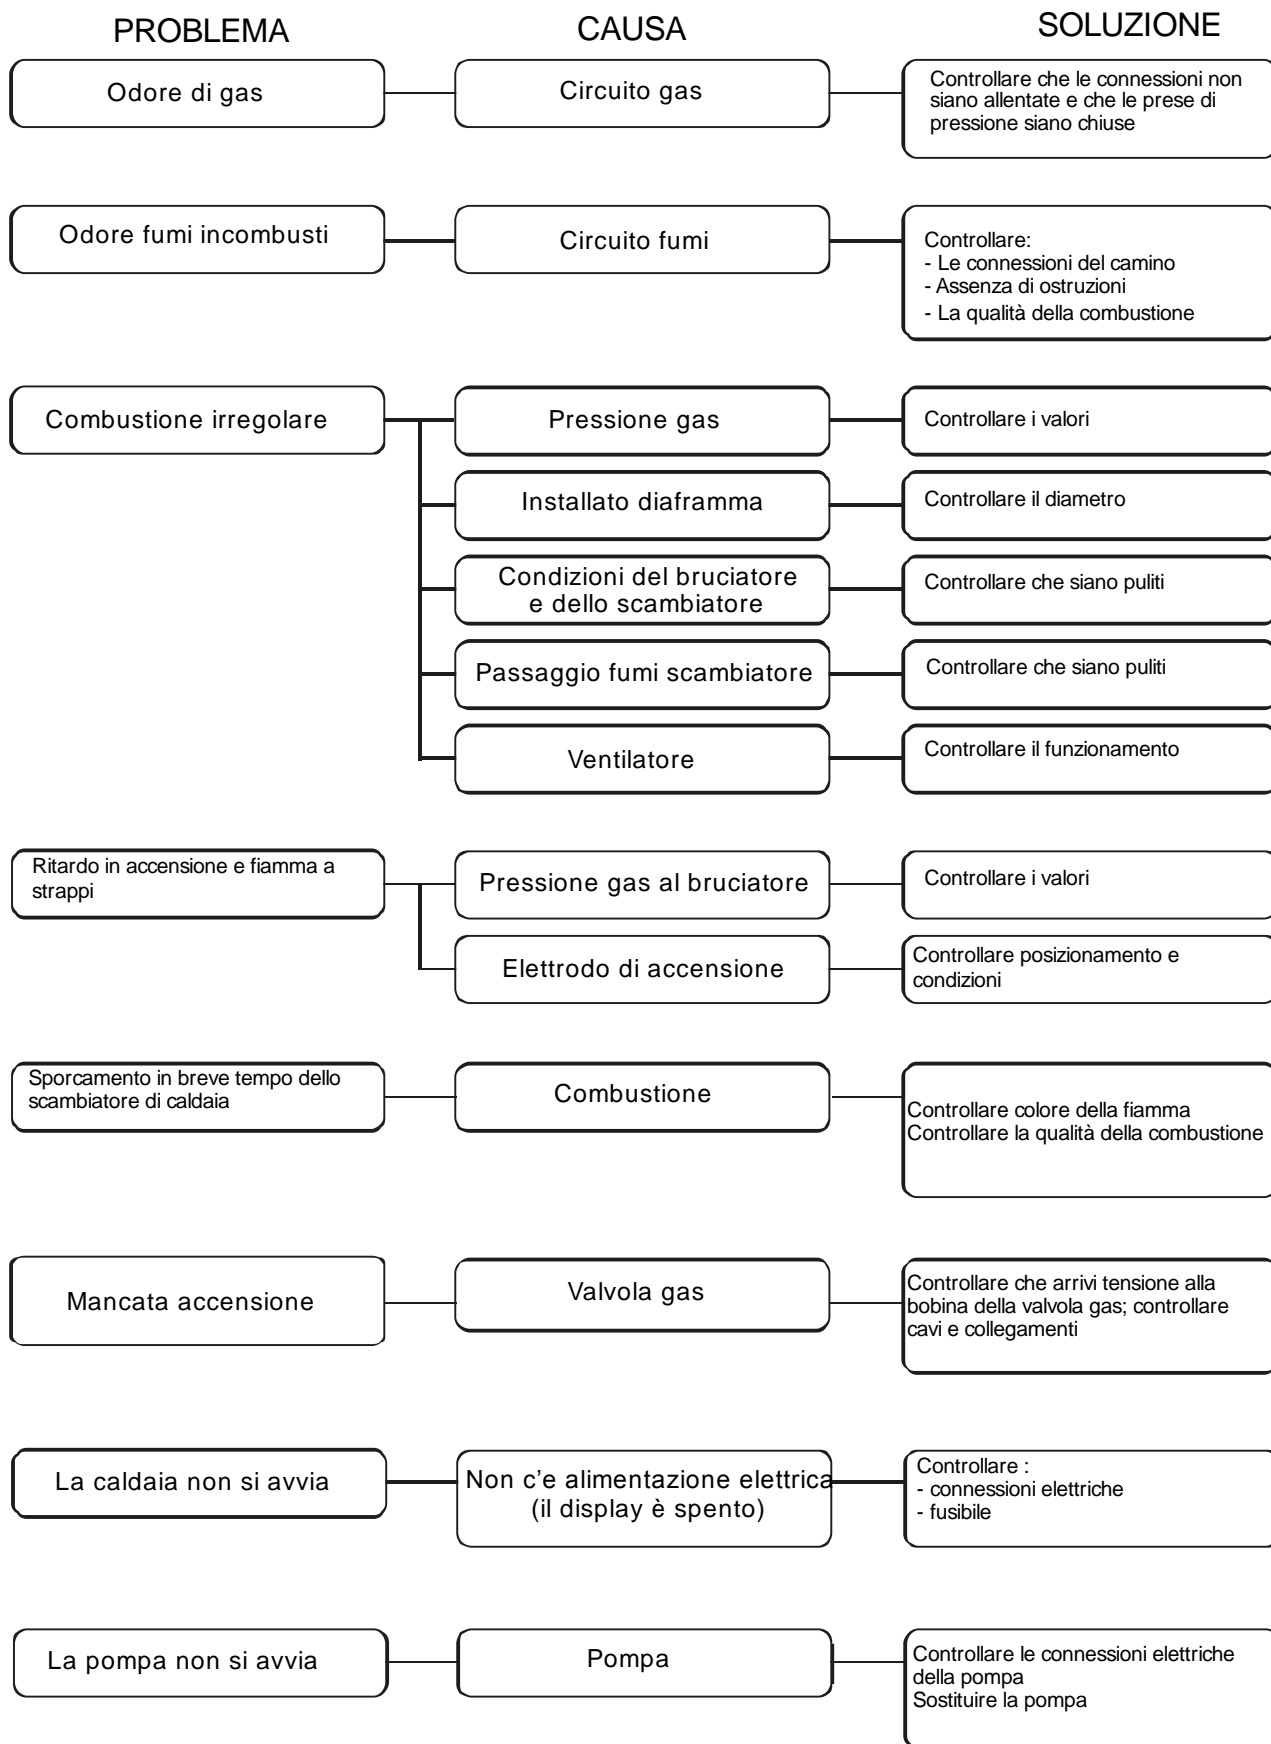 PROBLEMA
CAUSA
SOLUZIONE
Odore di gas
Circuito gas
Controllare che le connessioni non
siano allentate e che le prese di
pressione siano chiuse
Odore fumi incombusti
Circuito fumi
Controllare:
- Le connessioni del camino
- Assenza di ostruzioni
- La qualità della combustione
Combustione irregolare
Pressione gas
Controllare i valori
Installato diaframma
Controllare il diametro
Condizioni del bruciatore
e dello scambiatore
Controllare che siano puliti
Passaggio fumi scambiatore
Controllare che siano puliti
Ventilatore
Controllare il funzionamento
Ritardo in accensione e fiamma a
strappi
Pressione gas al bruciatore
Controllare i valori
Elettrodo di accensione
Controllare posizionamento e
condizioni
Sporcamento in breve tempo dello
scambiatore di caldaia
Combustione
Controllare colore della fiamma
Controllare la qualità della combustione
Mancata accensione
Valvola gas
Controllare che arrivi tensione alla
bobina della valvola gas; controllare
cavi e collegamenti
La caldaia non si avvia
Non c'e alimentazione elettrica
(il display è spento)
Controllare :
- connessioni elettriche
- fusibile
La pompa non si avvia
Pompa
Controllare le connessioni elettriche
della pompa
Sostituire la pompa